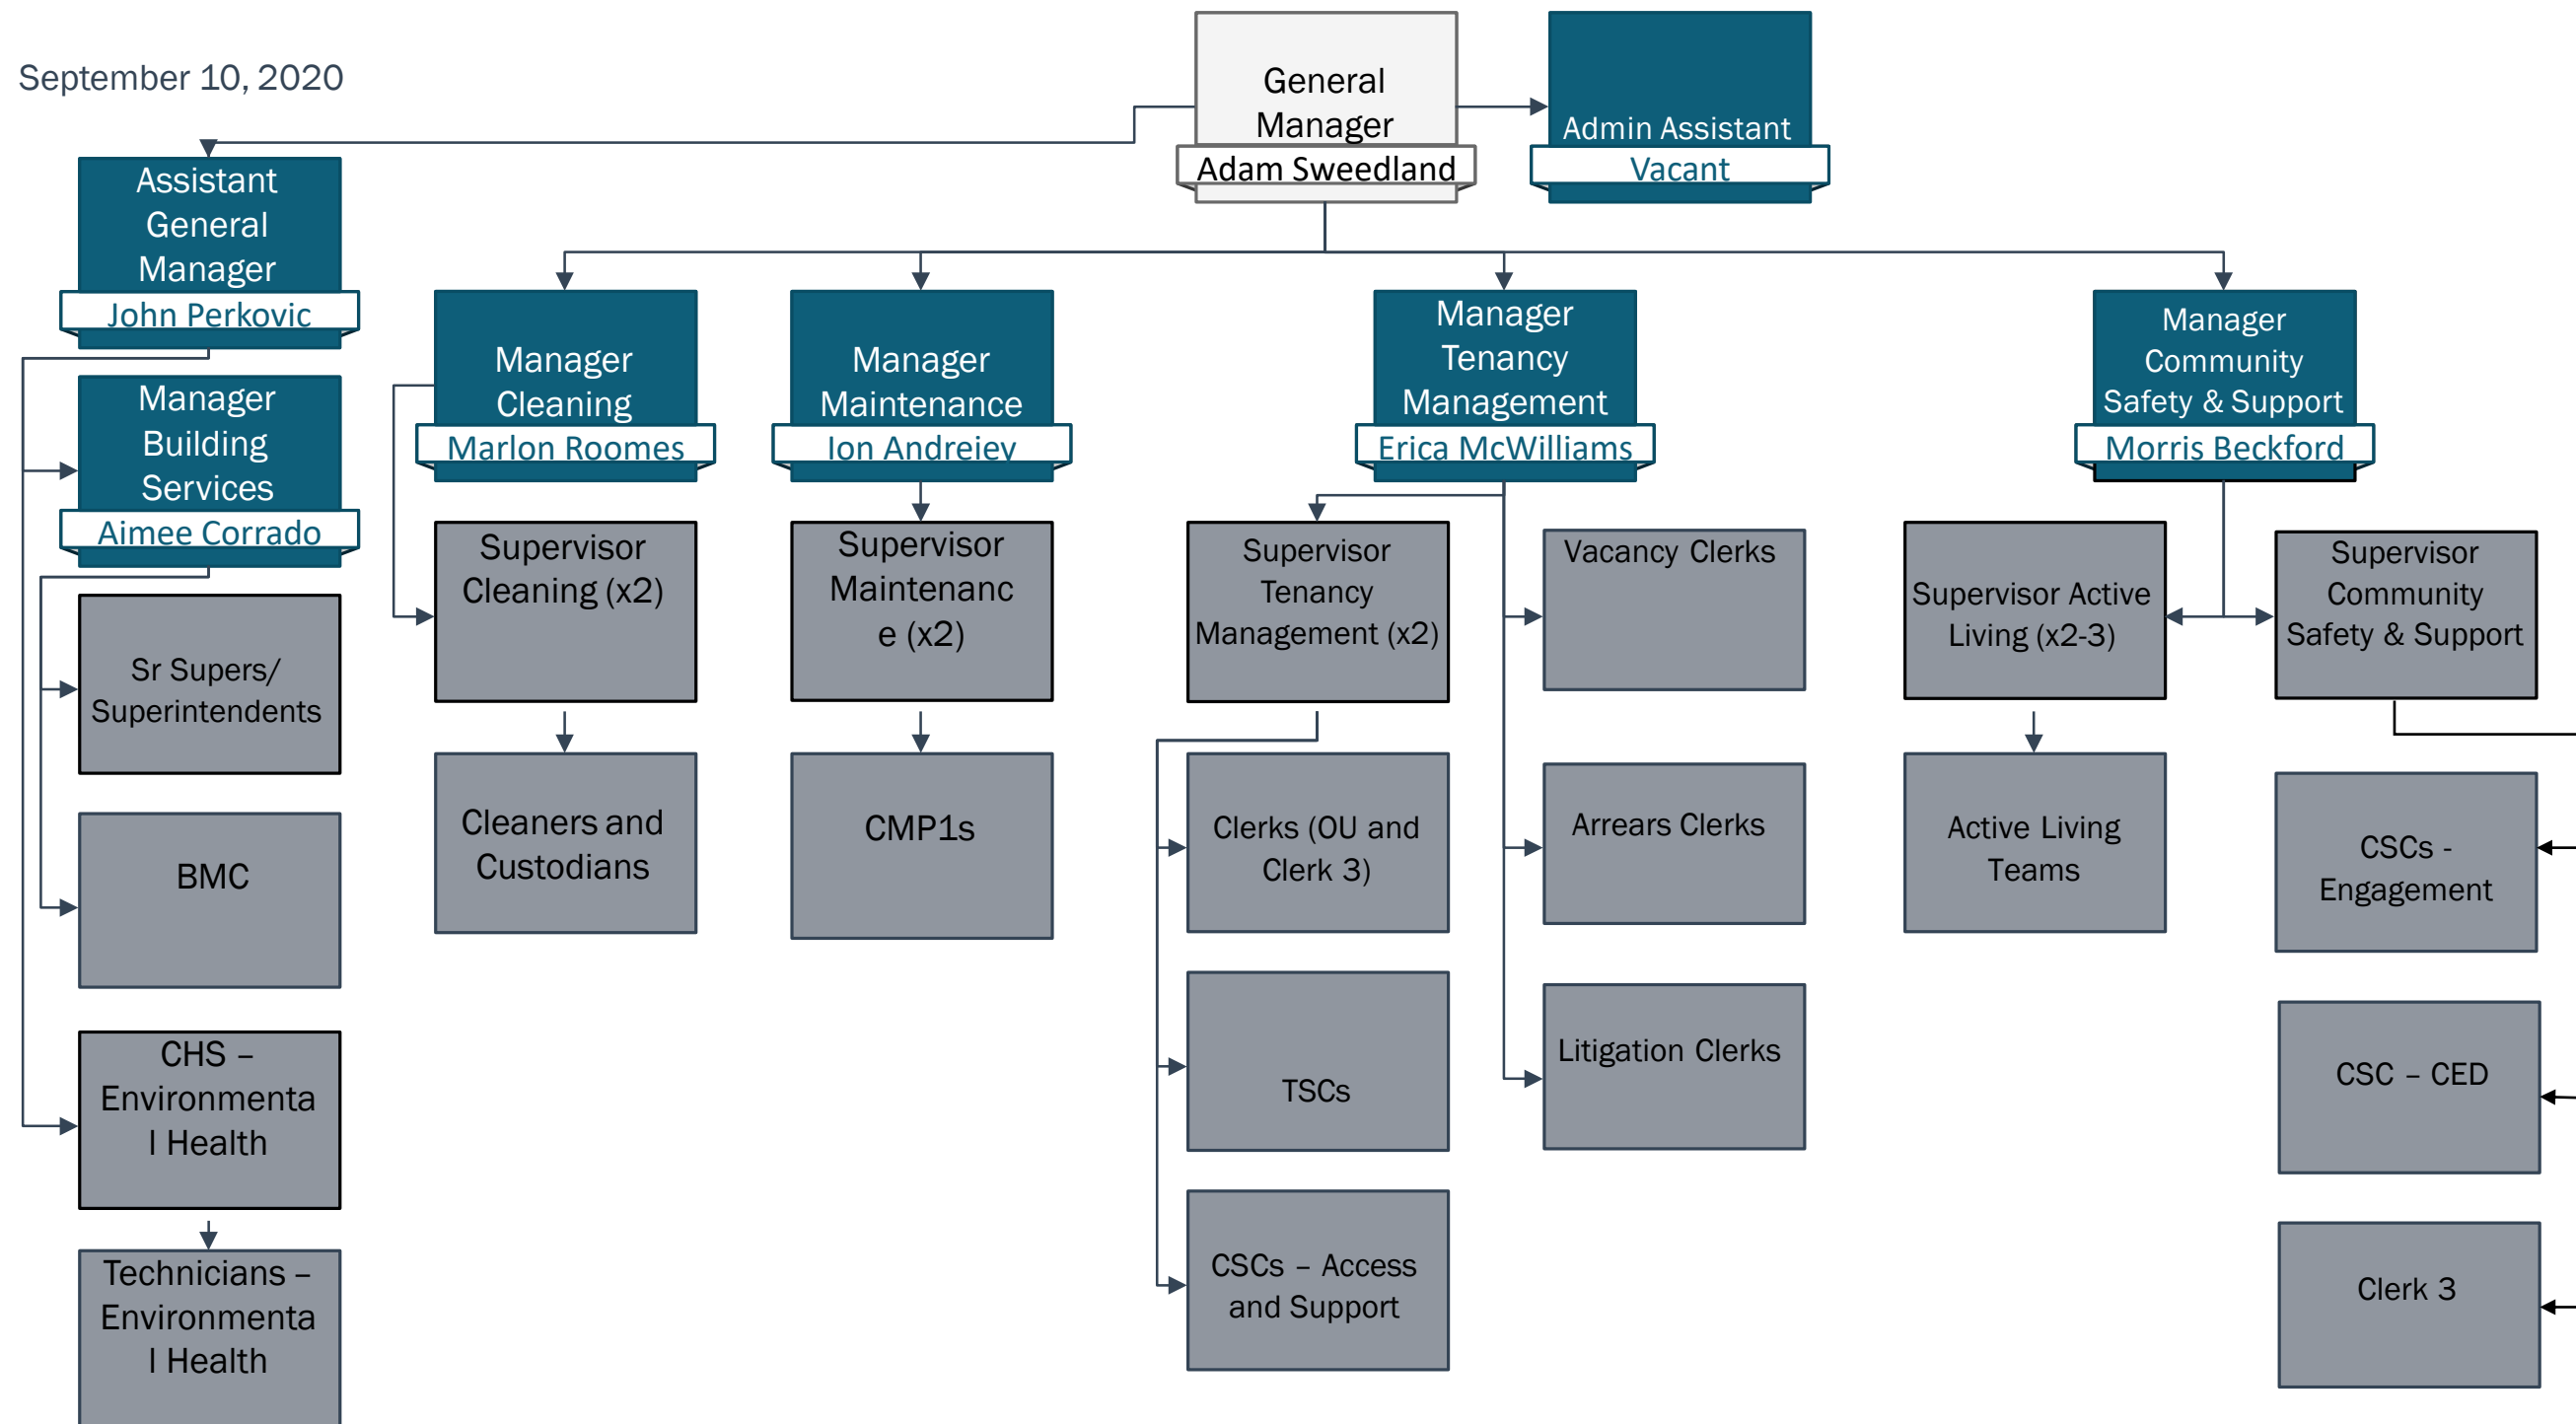 September 10, 2020
General
Manager
Adam Sweedland
Admin Assistant
Vacant
Assistant
General
Manager
John Perkovic
Manager
Building
Services
Aimee Corrado
Sr Supers/
Superintendents
BMC
CHS –
Environmenta
l Health
Technicians –
Environmenta
l Health
Manager
Cleaning
Marlon Roomes
Supervisor
Cleaning (x2)
Cleaners and
Custodians
Manager
Maintenance
Ion Andreiev
Supervisor
Maintenanc
e (x2)
CMP1s
Manager
Tenancy
Management
Erica McWilliams
Supervisor
Tenancy
Management (x2)
Clerks (OU and
Clerk 3)
TSCs
CSCs – Access
and Support
Vacancy Clerks
Arrears Clerks
Litigation Clerks
Manager
Community
Safety & Support
Morris Beckford
Supervisor Active
Living (x2-3)
Active Living
Teams
Supervisor
Community
Safety & Support
CSCs -
Engagement
CSC – CED
Clerk 3